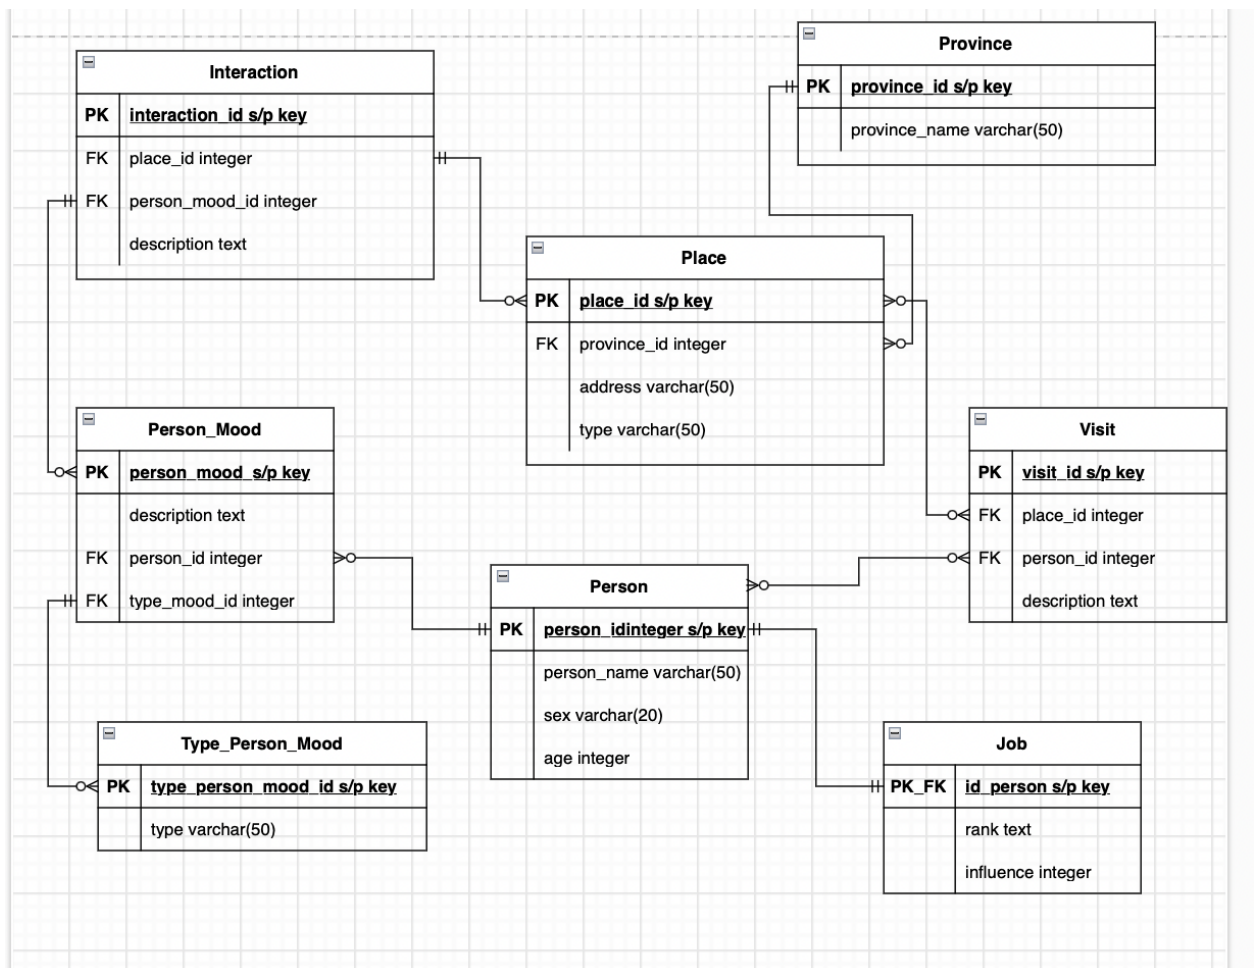 Interaction
PK interaction_id s/p key
FK place_id integer
FK person_mood_id integer
description text
Province
PK province_id s/p key
province_name varchar(50)
Place
PK place_id s/p key
FK province_id integer
address varchar(50)
type varchar(50)
Person_Mood
PK person_mood_s/p key
description text
FK person_id integer
FK type_mood_id integer
Visit
PK visit_id s/p key
FK place_id integer
FK person_id integer
description text
Person
PK person_idinteger s/p key
person_name varchar(50)
sex varchar(20)
age integer
Type_Person_Mood
PK type_person_mood_id s/p key
type varchar(50)
Job
PK_FK id_person s/p key
rank text
influence integer